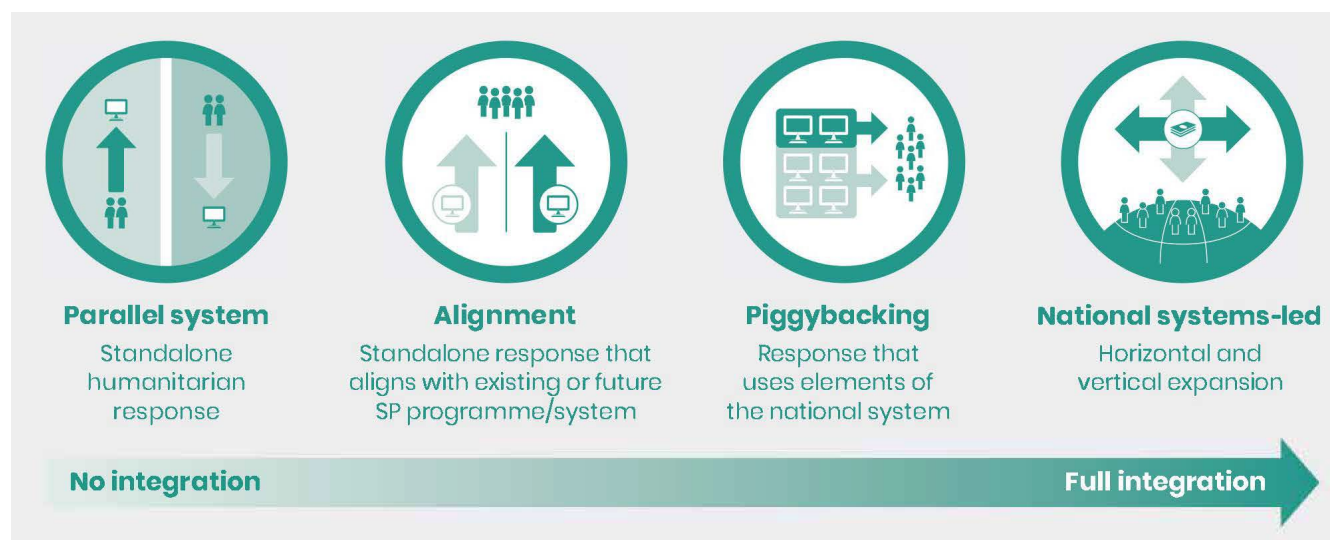 Parallel system
Standalone
humanitarian
response
Alignment
Standalone response that
aligns with existing or future
SP programme/system
Piggybacking
Response that
uses elements of
the national system
National systems-led
Horizontal and
vertical expansion
No integration
Full integration